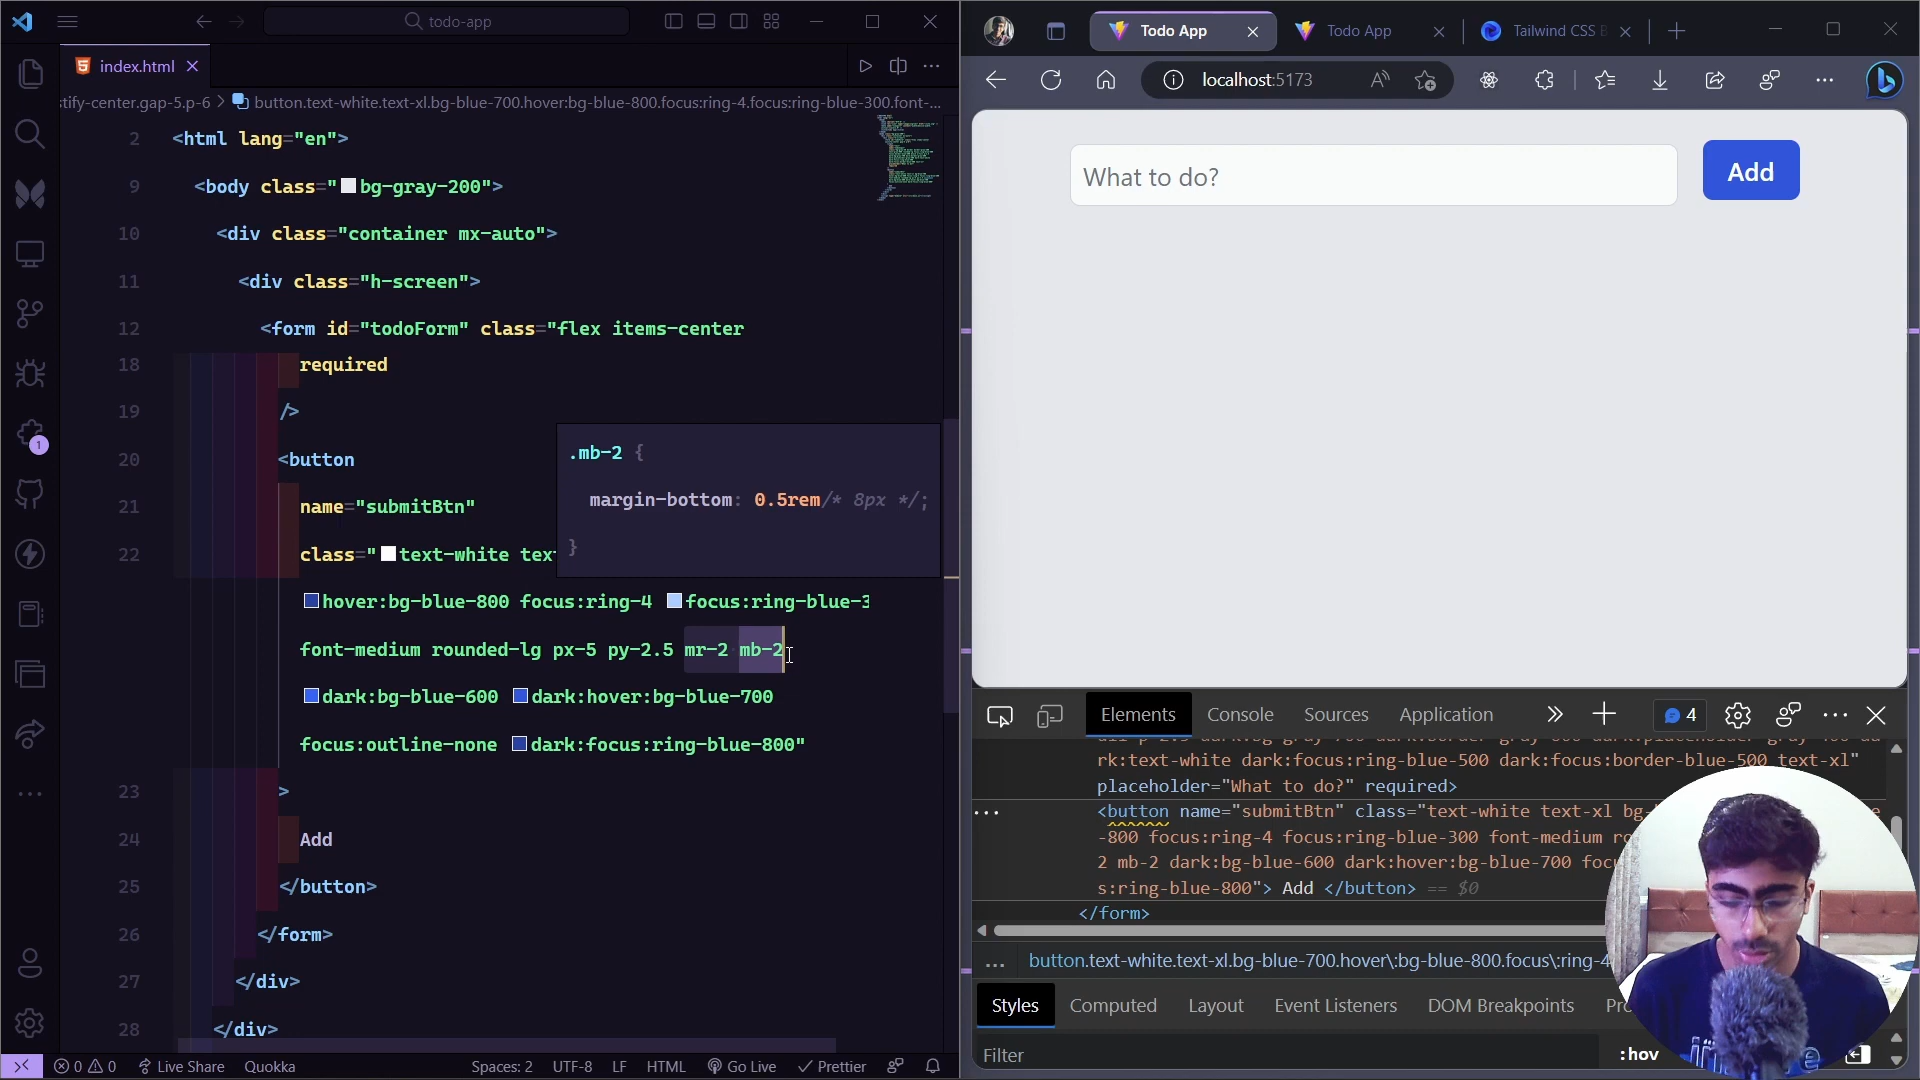 todo-app
index.html
stify-center.gap-5.p-6 > button.text-white.text-xl.bg-blue-700.hover:bg-blue-800.focus:ring-4.focus:ring-blue-300.font-...
2 <html lang="en">
9 <body class="bg-gray-200">
10 <div class="container mx-auto">
11 <div class="h-screen">
12 <form id="todoForm" class="flex items-center
18 required
19 />
20 <button
21 name="submitBtn"
22 class="text-white tex
hover:bg-blue-800 focus:ring-4 focus:ring-blue-3
font-medium rounded-lg px-5 py-2.5 mr-2 mb-2
dark:bg-blue-600 dark:hover:bg-blue-700
focus:outline-none dark:focus:ring-blue-800"
23 >
24 Add
25 </button>
26 </form>
27 </div>
28 </div>
.mb-2 {
margin-bottom: 0.5rem/* 8px */;
}
1
0 0 Live Share Quokka Spaces: 2 UTF-8 LF HTML Go Live Prettier
Todo App Todo App Tailwind CSS B
localhost:5173
What to do? Add
Elements Console Sources Application 4
rk:text-white dark:focus:ring-blue-500 dark:focus:border-blue-500 text-xl"
placeholder="What to do?" required>
... <button name="submitBtn" class="text-white text-xl bg-
-800 focus:ring-4 focus:ring-blue-300 font-medium ro
2 mb-2 dark:bg-blue-600 dark:hover:bg-blue-700 focu
s:ring-blue-800"> Add </button> == $0
</form>
... button.text-white.text-xl.bg-blue-700.hover\:bg-blue-800.focus\:ring-4
Styles Computed Layout Event Listeners DOM Breakpoints Pro
Filter :hov